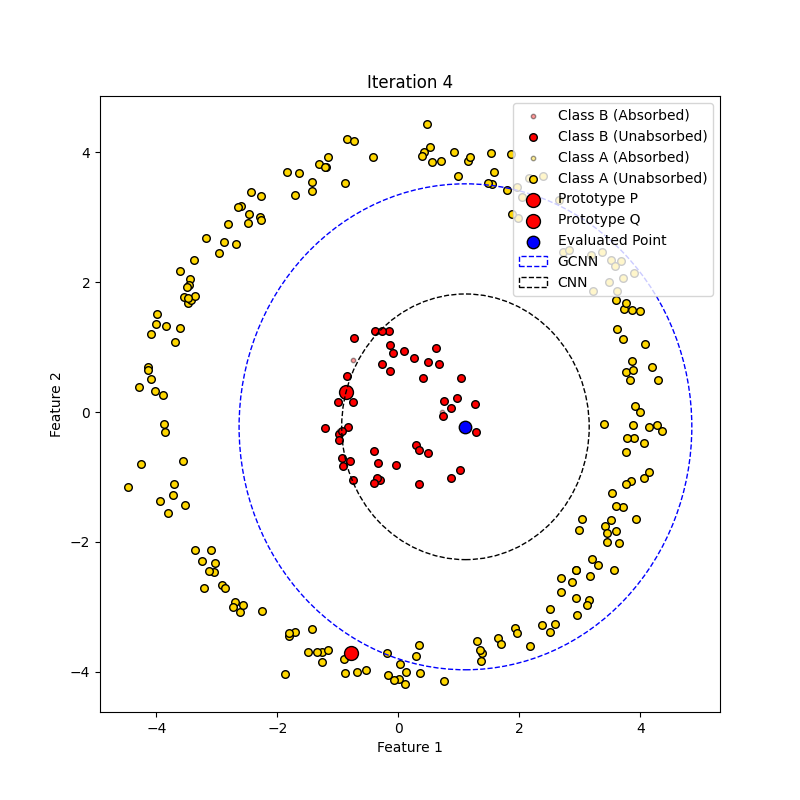 Iteration 4
Class B (Absorbed)
Class B (Unabsorbed)
Class A (Absorbed)
Class A (Unabsorbed)
Prototype P
Prototype Q
Evaluated Point
GCNN
CNN
4
2
0
−2
−4
Feature 2
−4
−2
0
2
4
Feature 1